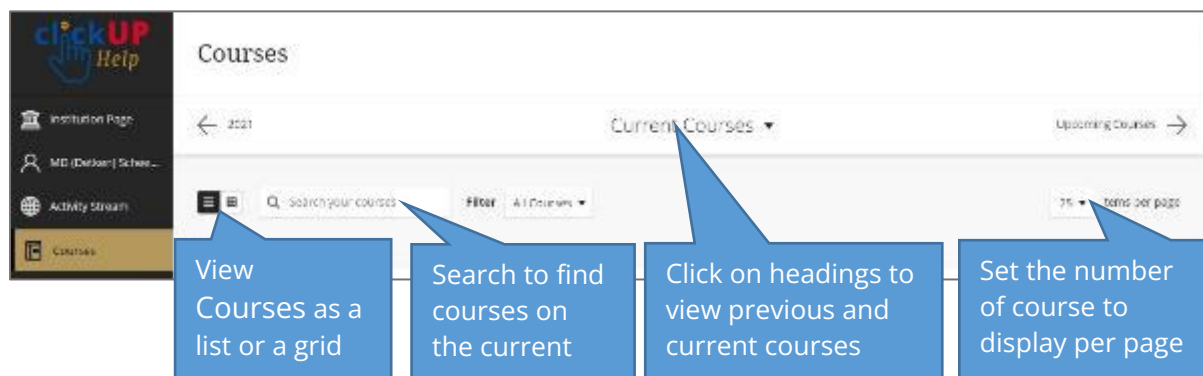 clickUP
Help
Courses
Institution Page
← 2021
Current Courses ▾
Upcoming Courses →
MD (Detken)
Activity Stream
Search your courses
Filter
All Courses ▾
25 ▾
items per page
Courses
View
Courses as a
list or a grid
Search to find
courses on
the current
Click on headings to
view previous and
current courses
Set the number
of course to
display per page